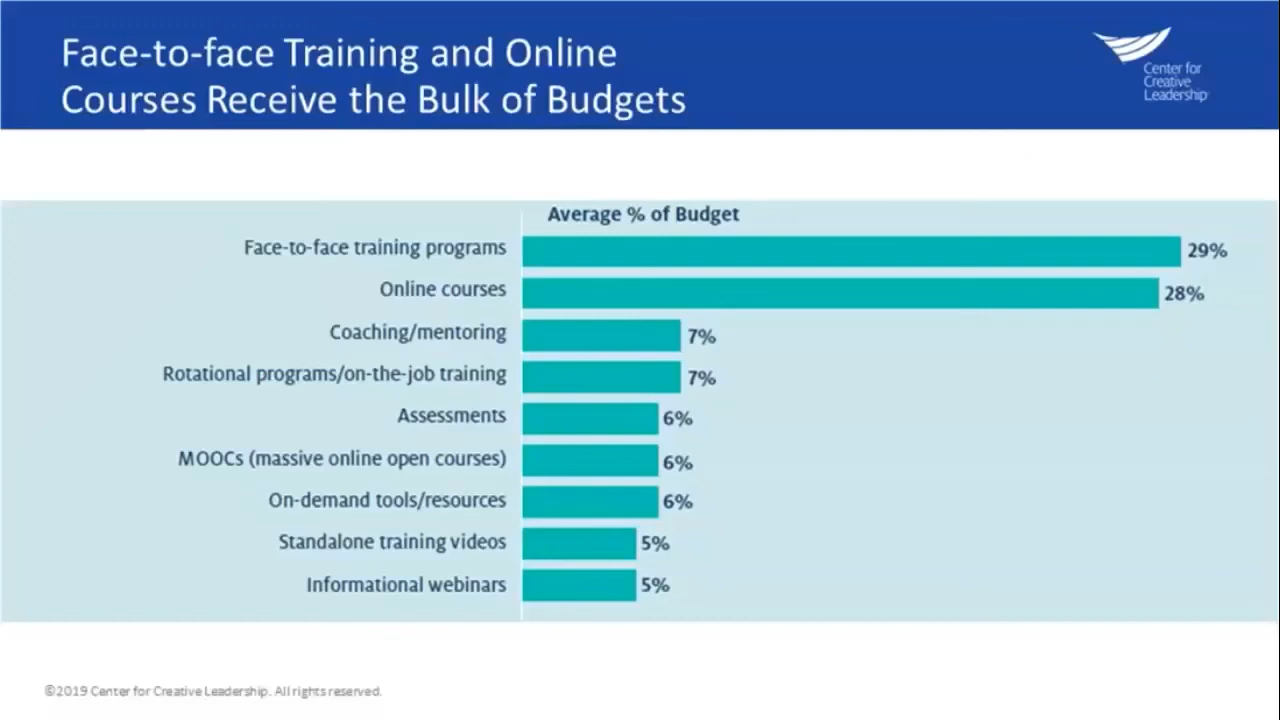 Face-to-face Training and Online
Courses Receive the Bulk of Budgets
Center for
Creative
Leadership
Average % of Budget
Face-to-face training programs 29%
Online courses 28%
Coaching/mentoring 7%
Rotational programs/on-the-job training 7%
Assessments 6%
MOOCs (massive online open courses) 6%
On-demand tools/resources 6%
Standalone training videos 5%
Informational webinars 5%
©2019 Center for Creative Leadership. All rights reserved.